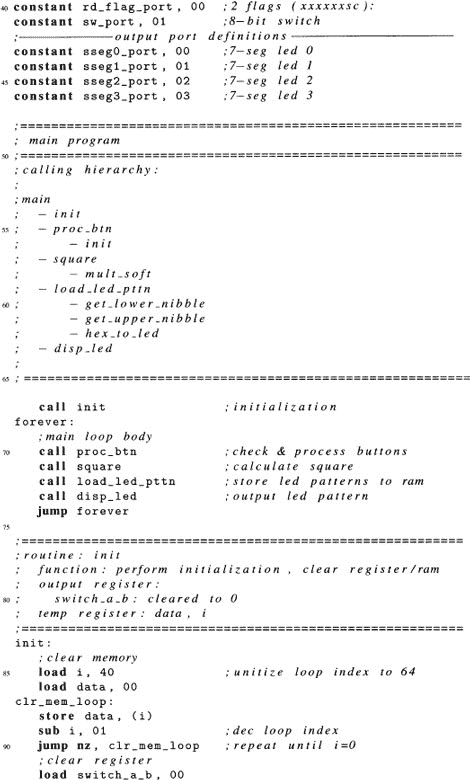 40 constant rd_flag_port, 00 ;2 flags (xxxxxxsc):
constant sw_port, 01 ;8-bit switch
;——————output port definitions——————
constant sseg0_port, 00 ;7-seg led 0
constant sseg1_port, 01 ;7-seg led 1
45 constant sseg2_port, 02 ;7-seg led 2
constant sseg3_port, 03 ;7-seg led 3
;=====================================================
; main program
50 ;=====================================================
;calling hierarchy:
;
;main
;  - init
55 ;  - proc_btn
;      - init
;  - square
;      - mult_soft
;  - load_led_pttn
60 ;      - get_lower_nibble
;      - get_upper_nibble
;      - hex_to_led
;  - disp_led
;
65 ;=====================================================
call init ;initialization
forever:
;main loop body
70 call proc_btn ;check & process buttons
call square ;calculate square
call load_led_pttn ;store led patterns to ram
call disp_led ;output led pattern
jump forever
75
;=====================================================
;routine: init
;  function: perform initialization, clear register/ram
;  output register:
80 ;    switch_a_b: cleared to 0
;  temp register: data, i
;=====================================================
init:
;clear memory
85 load i, 40 ;unitize loop index to 64
load data, 00
clr_mem_loop:
store data, (i)
sub i, 01 ;dec loop index
90 jump nz, clr_mem_loop ;repeat until i=0
;clear register
load switch_a_b, 00